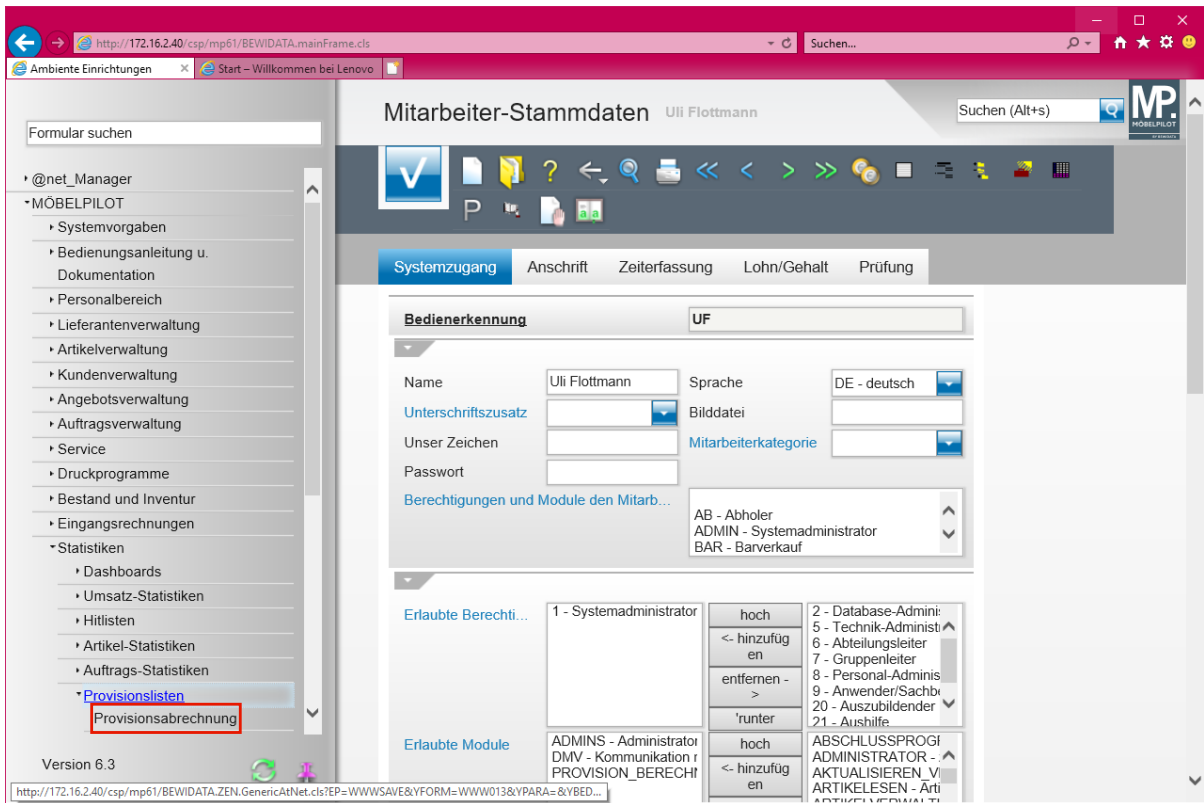 http://172.16.2.40/csp/mp61/BEWIDATA.mainFrame.cls
Suchen...
Ambiente Einrichtungen
Start – Willkommen bei Lenovo
Formular suchen
@net_Manager
MÖBELPILOT
Systemvorgaben
Bedienungsanleitung u.
Dokumentation
Personalbereich
Lieferantenverwaltung
Artikelverwaltung
Kundenverwaltung
Angebotsverwaltung
Auftragsverwaltung
Service
Druckprogramme
Bestand und Inventur
Eingangsrechnungen
Statistiken
Dashboards
Umsatz-Statistiken
Hitlisten
Artikel-Statistiken
Auftrags-Statistiken
Provisionslisten
Provisionsabrechnung
Version 6.3
http://172.16.2.40/csp/mp61/BEWIDATA.ZEN.GenericAtNet.cls?EP=WWWSAVE&YFORM=WWW013&YPARA=&YBED...
Mitarbeiter-Stammdaten Uli Flottmann
Suchen (Alt+s)
MP.
MÖBELPILOT
P
Systemzugang Anschrift Zeiterfassung Lohn/Gehalt Prüfung
Bedienerkennung UF
Name Uli Flottmann Sprache DE - deutsch
Unterschriftszusatz Bilddatei
Unser Zeichen Mitarbeiterkategorie
Passwort
Berechtigungen und Module den Mitarb...
AB - Abholer
ADMIN - Systemadministrator
BAR - Barverkauf
Erlaubte Berechti...
1 - Systemadministrator
hoch
<- hinzufüg
en
entfernen -
>
'runter
2 - Database-Adminis
5 - Technik-Administ
6 - Abteilungsleiter
7 - Gruppenleiter
8 - Personal-Adminis
9 - Anwender/Sachbe
20 - Auszubildender
21 - Aushilfe
Erlaubte Module
ADMINS - Administrator
DMV - Kommunikation
PROVISION_BERECH
hoch
<- hinzufüg
en
ABSCHLUSSPROG
ADMINISTRATOR -
AKTUALISIEREN_V
ARTIKELESEN - Arti
ARTIKELVERWALT